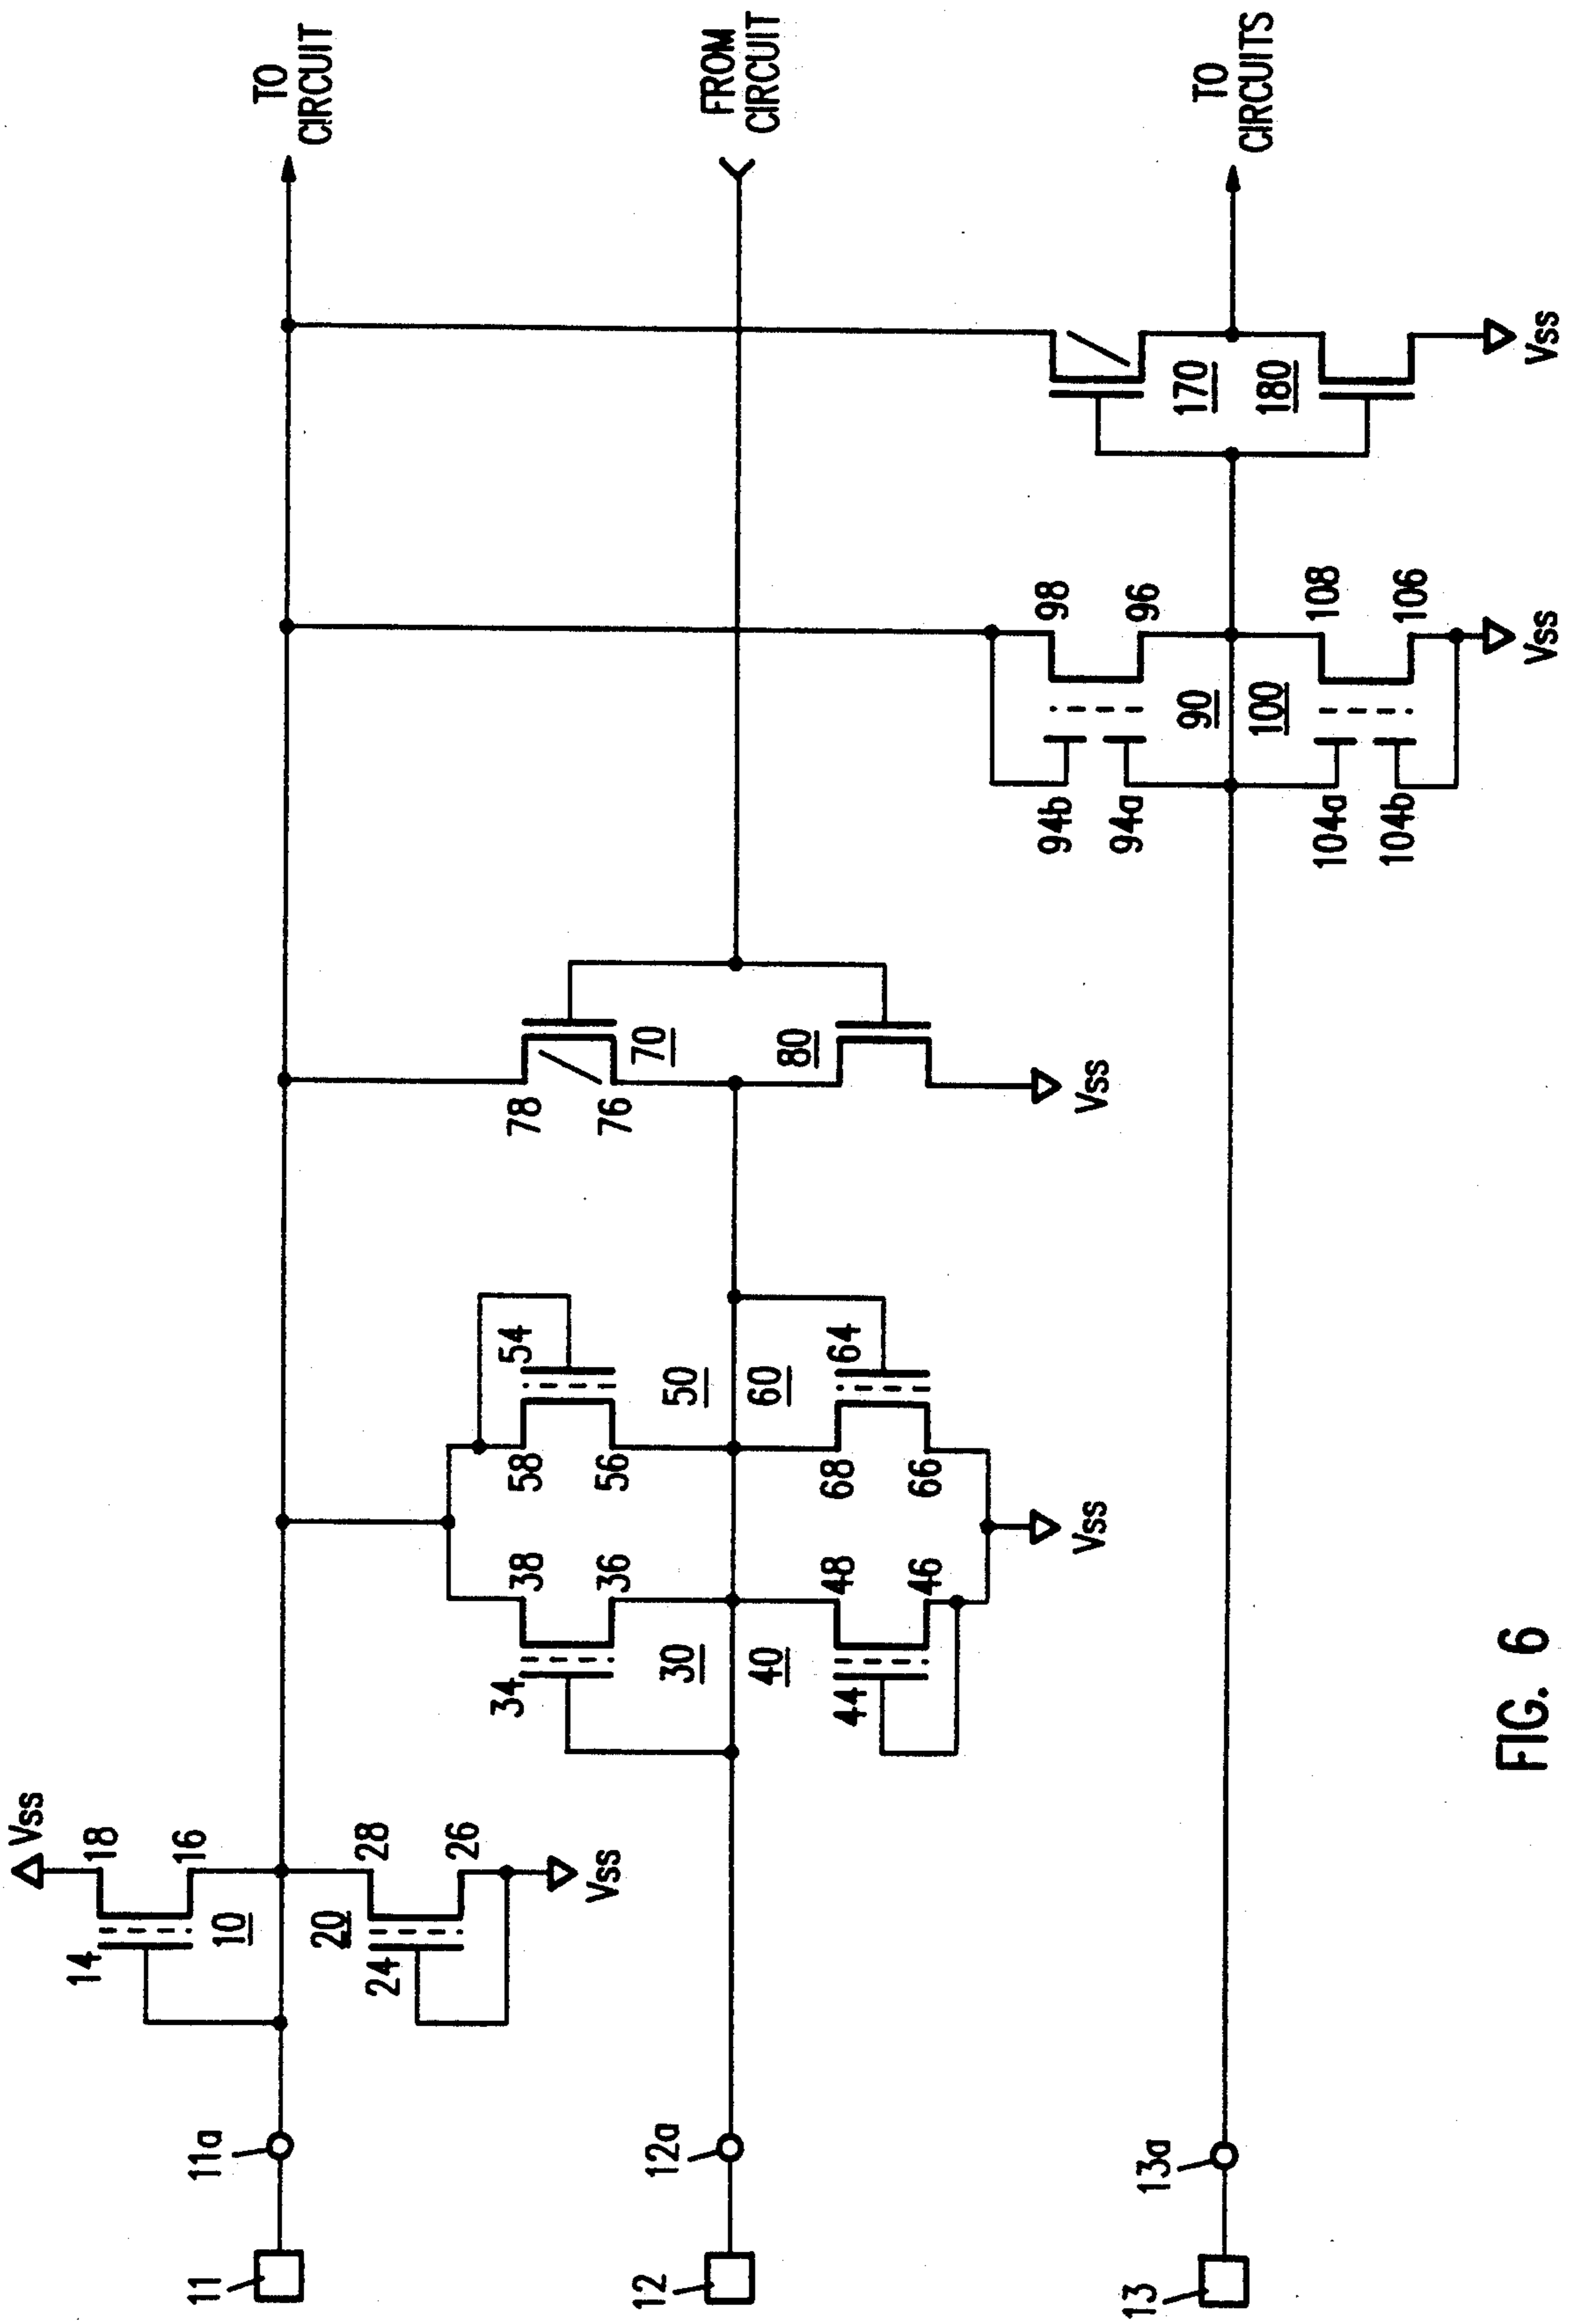 Vss
18
14
16
10
28
20
24
26
Vss
11
11a
TO
CIRCUIT
38
34
36
30
58
54
56
50
40
60
48
44
46
68
64
66
Vss
78
76
70
80
Vss
12
12a
FROM
CIRCUIT
98
94b
96
94a
90
100
108
104a
106
104b
Vss
170
180
Vss
13
13a
TO
CIRCUITS
FIG. 6